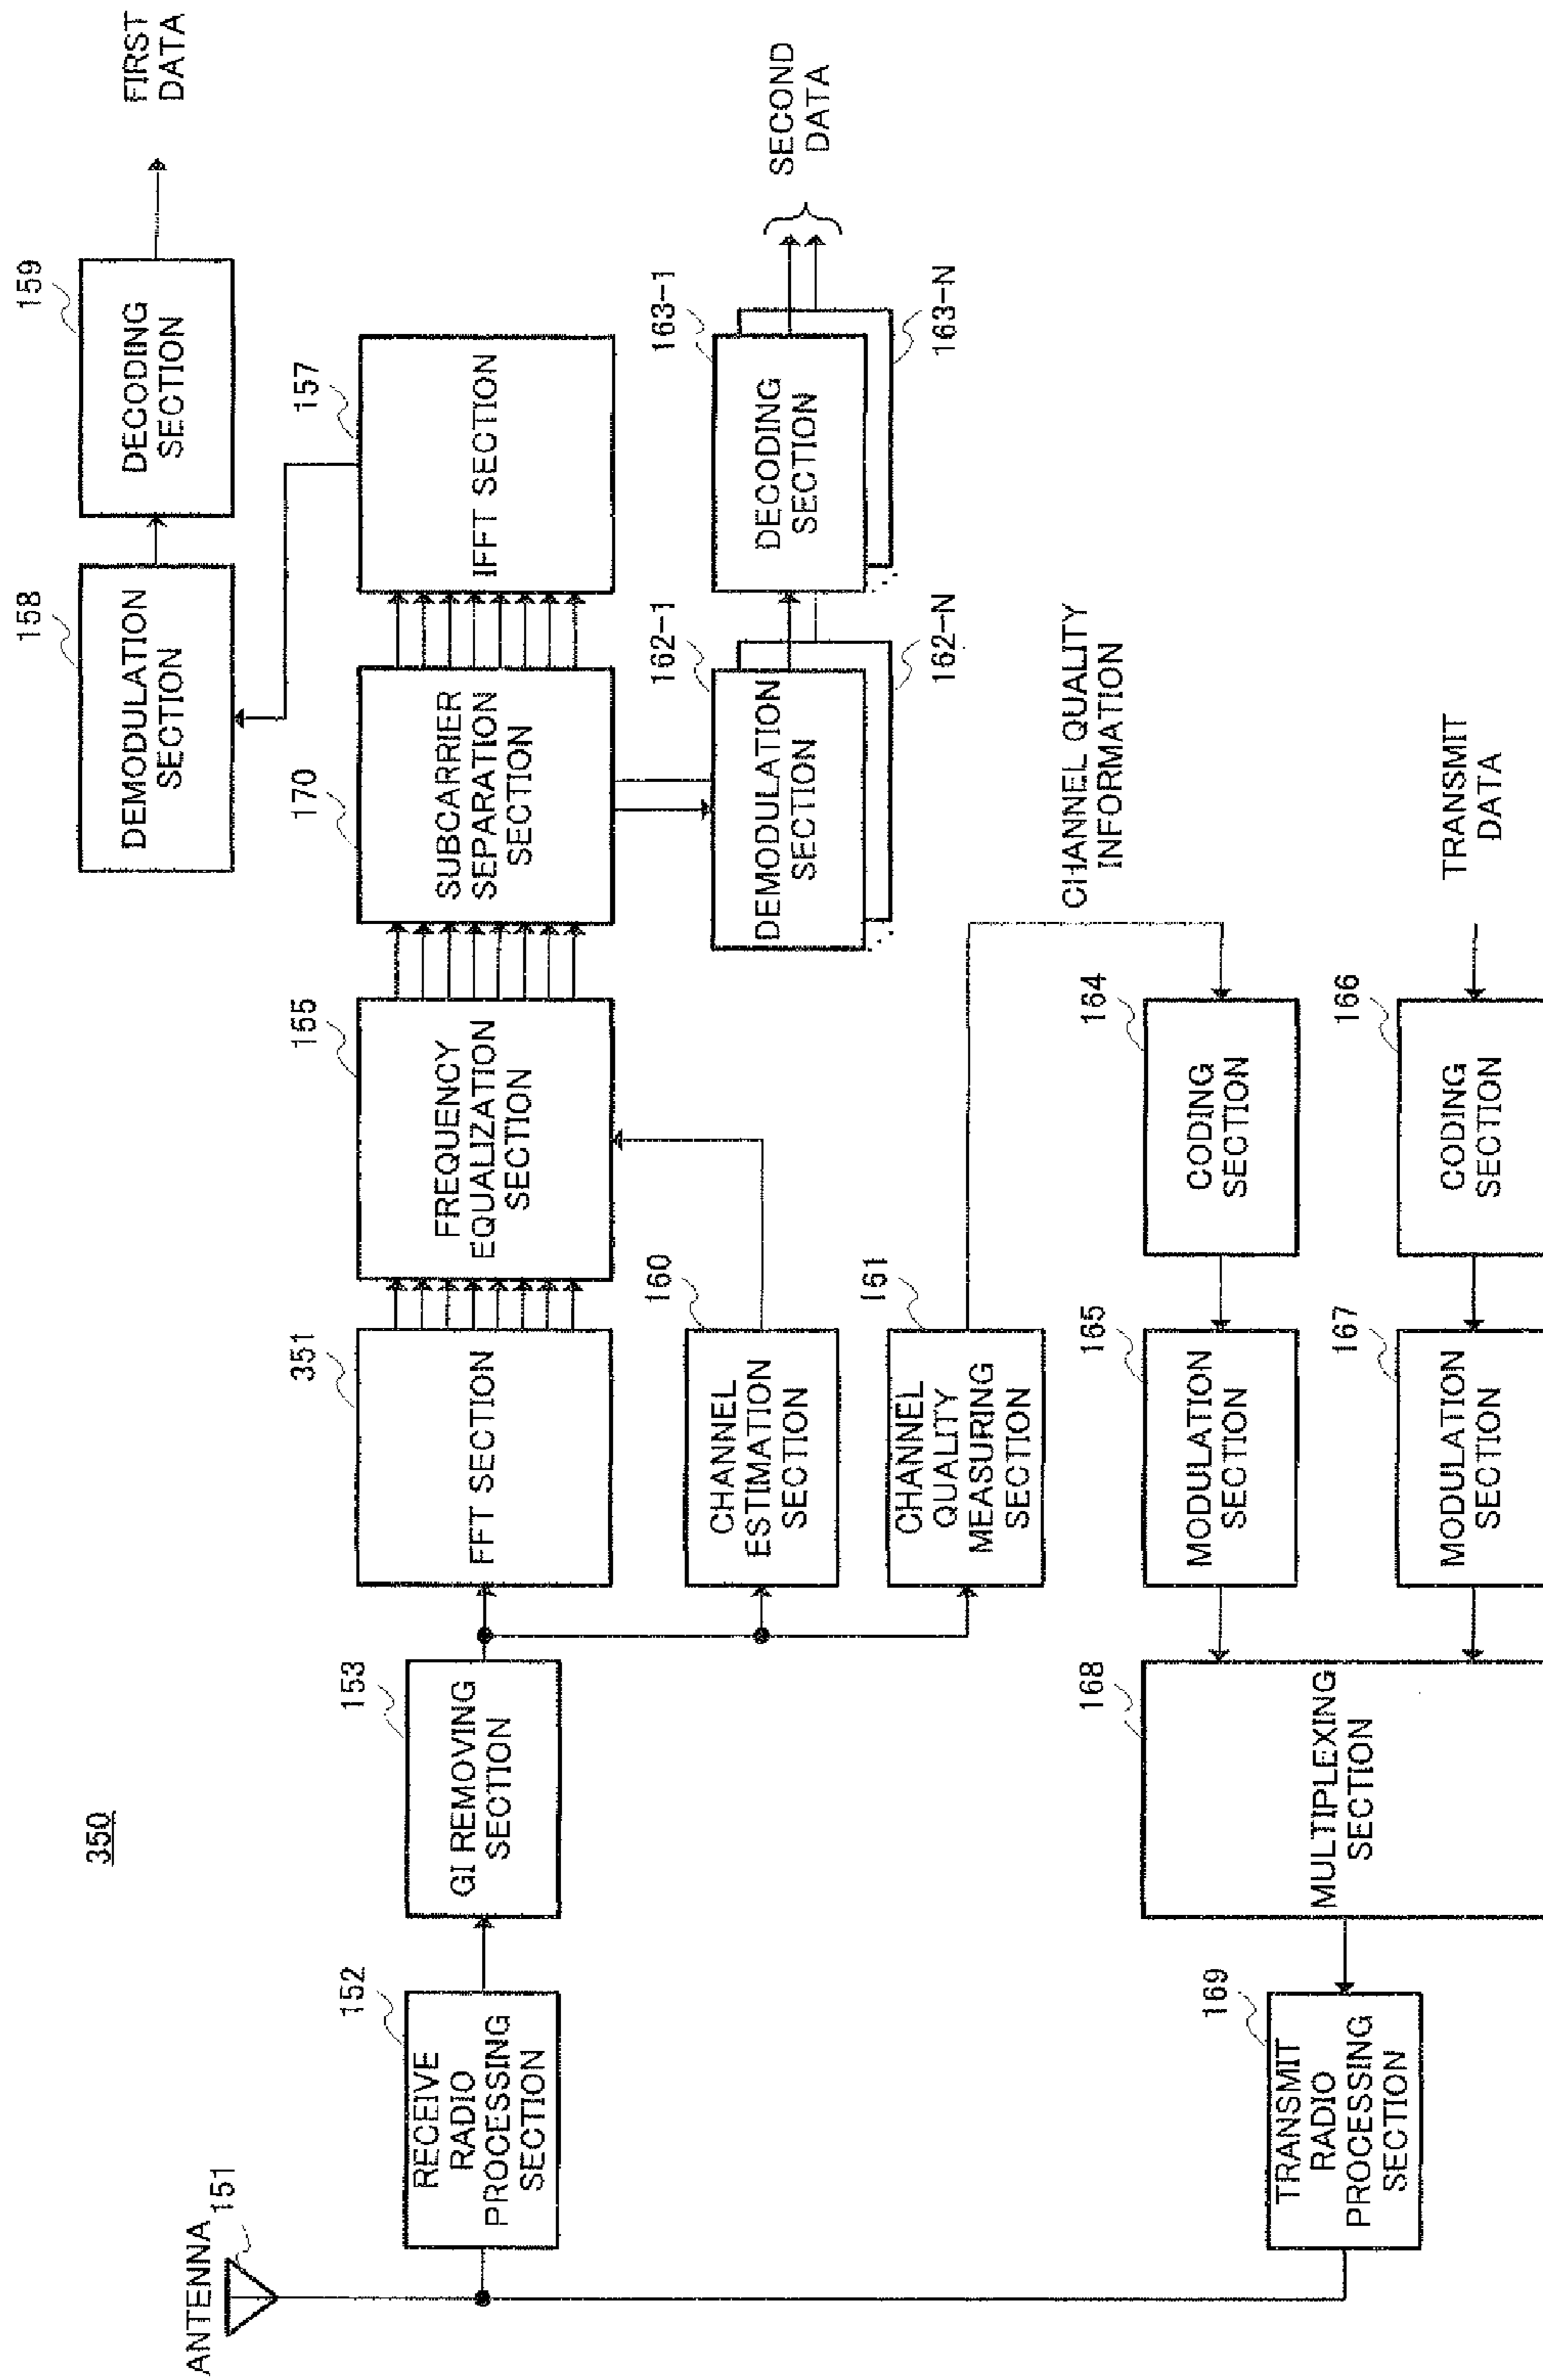 350
ANTENNA
151
152
RECEIVE
RADIO
PROCESSING
SECTION
153
GI REMOVING
SECTION
351
FFT SECTION
155
FREQUENCY
EQUALIZATION
SECTION
170
SUBCARRIER
SEPARATION
SECTION
157
IFFT SECTION
158
DEMODULATION
SECTION
159
DECODING
SECTION
FIRST
DATA
160
CHANNEL
ESTIMATION
SECTION
162-1
DEMODULATION
SECTION
162-N
163-1
DECODING
SECTION
163-N
SECOND
DATA
161
CHANNEL
QUALITY
MEASURING
SECTION
CHANNEL QUALITY
INFORMATION
169
TRANSMIT
RADIO
PROCESSING
SECTION
168
MULTIPLEXING
SECTION
165
MODULATION
SECTION
164
CODING
SECTION
167
MODULATION
SECTION
166
CODING
SECTION
TRANSMIT
DATA